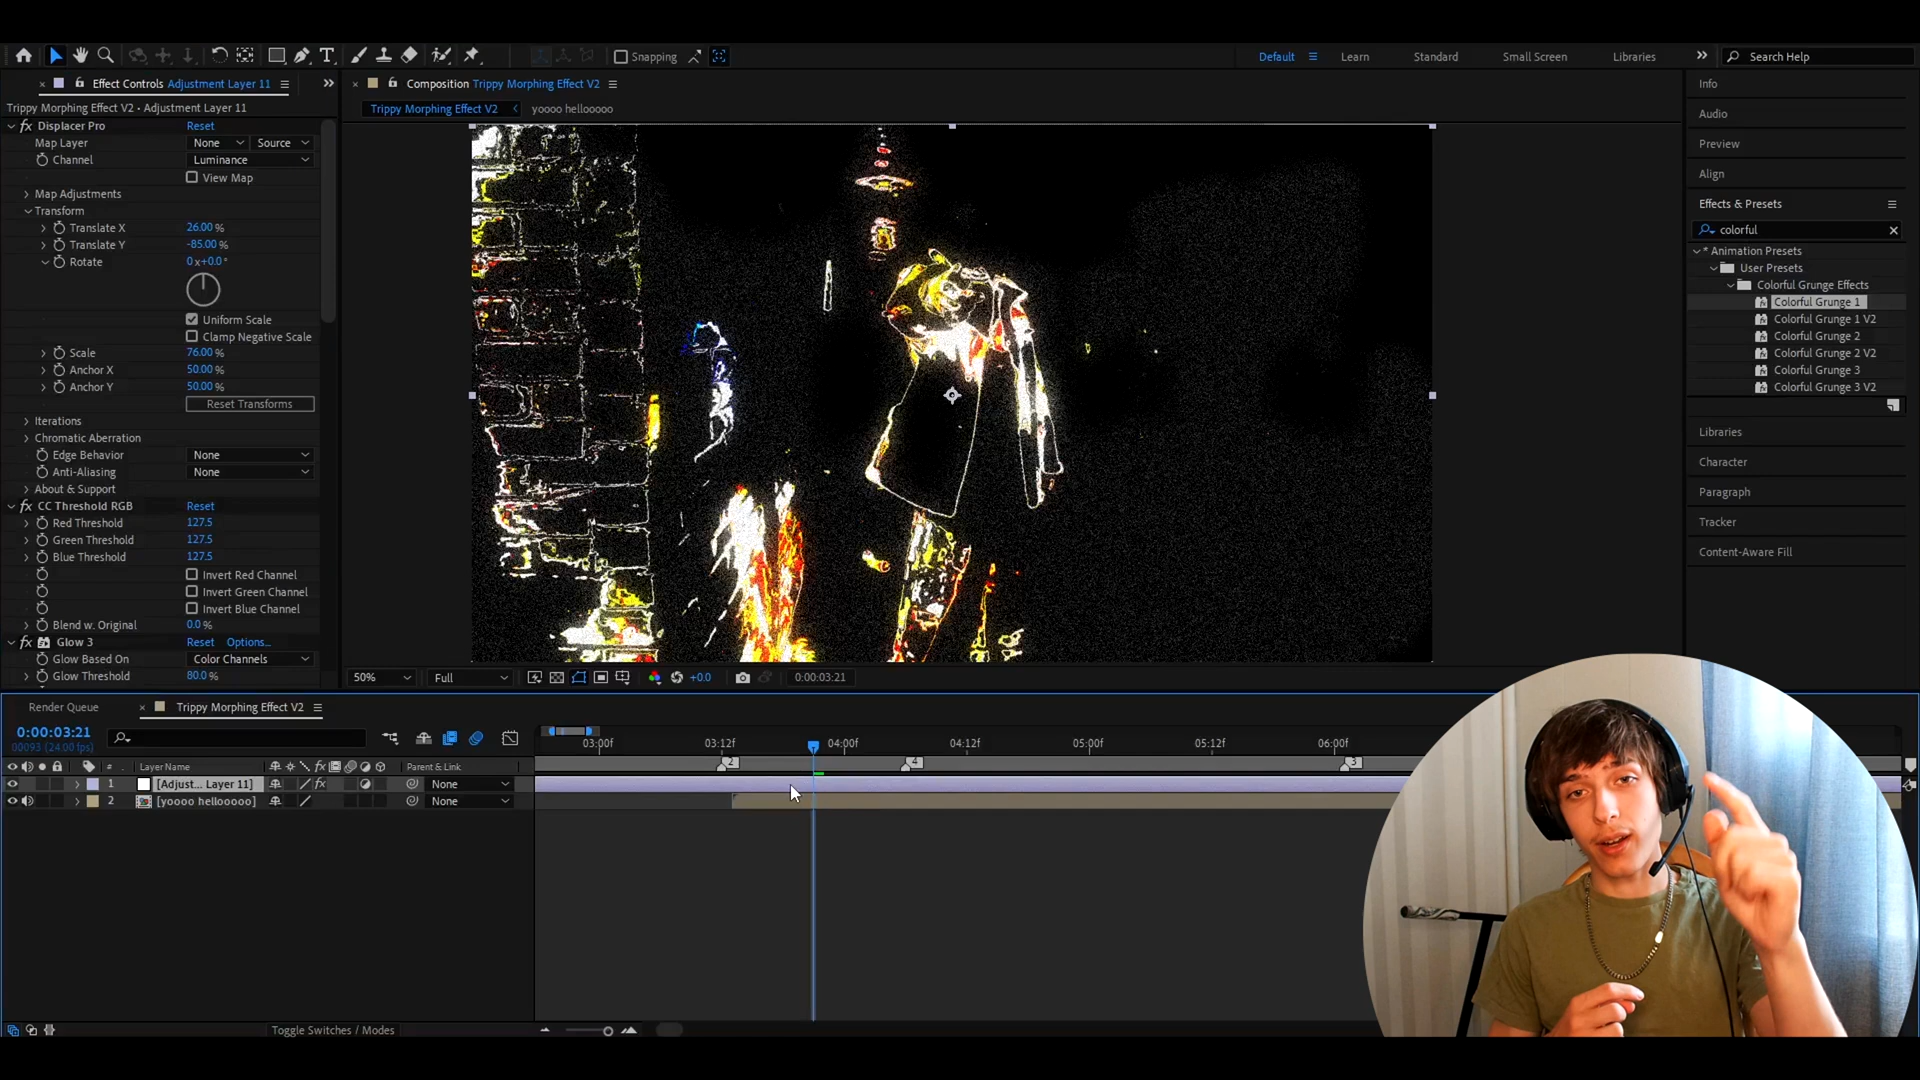 Snapping
Default
Learn
Standard
Small Screen
Libraries
Search Help
Effect Controls Adjustment Layer 11
Trippy Morphing Effect V2 • Adjustment Layer 11
Displacer Pro Reset
Map Layer None Source
Channel Luminance
View Map
Map Adjustments
Transform
Translate X 26.00 %
Translate Y -85.00 %
Rotate 0 x+0.0 °
Uniform Scale
Clamp Negative Scale
Scale 76.00 %
Anchor X 50.00 %
Anchor Y 50.00 %
Reset Transforms
Iterations
Chromatic Aberration
Edge Behavior None
Anti-Aliasing None
About & Support
CC Threshold RGB Reset
Red Threshold 127.5
Green Threshold 127.5
Blue Threshold 127.5
Invert Red Channel
Invert Green Channel
Invert Blue Channel
Blend w. Original 0.0 %
Glow 3 Reset Options...
Glow Based On Color Channels
Glow Threshold 80.0 %
Composition Trippy Morphing Effect V2
Trippy Morphing Effect V2 yoooo hellooooo
50% Full +0.0 0:00:03:21
Info
Audio
Preview
Align
Effects & Presets
colorful
* Animation Presets
User Presets
Colorful Grunge Effects
Colorful Grunge 1
Colorful Grunge 1 V2
Colorful Grunge 2
Colorful Grunge 2 V2
Colorful Grunge 3
Colorful Grunge 3 V2
Libraries
Character
Paragraph
Tracker
Content-Aware Fill
Render Queue Trippy Morphing Effect V2
0:00:03:21
00093 (24.00 fps)
03:00f 03:12f 04:00f 04:12f 05:00f 05:12f 06:00f
2 4 3
# Layer Name Parent & Link
1 [Adjust... Layer 11] None
2 [yoooo hellooooo] None
Toggle Switches / Modes